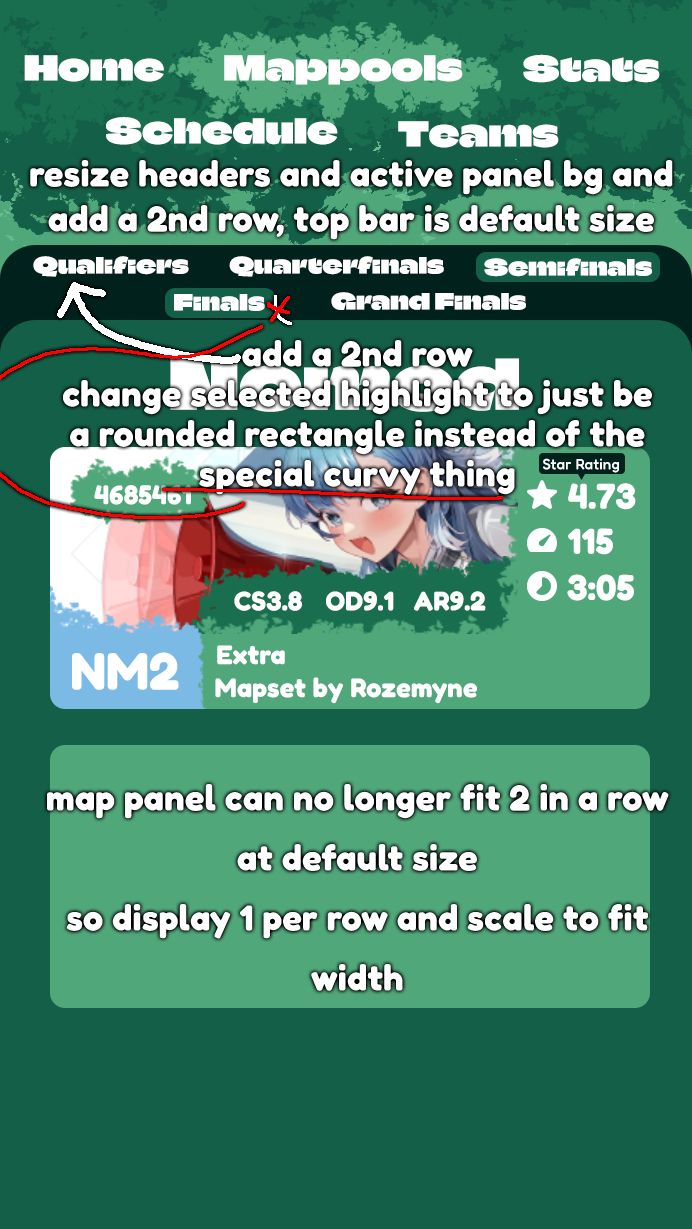 Home Mappools Stats
Schedule Teams
resize headers and active panel bg and
add a 2nd row, top bar is default size
Qualifiers Quarterfinals Semifinals
Finals Grand Finals
add a 2nd row
Nomod
change selected highlight to just be
a rounded rectangle instead of the
special curvy thing
Star Rating
4685461
4.73
115
3:05
CS3.8 OD9.1 AR9.2
NM2
Extra
Mapset by Rozemyne
map panel can no longer fit 2 in a row
at default size
so display 1 per row and scale to fit
width